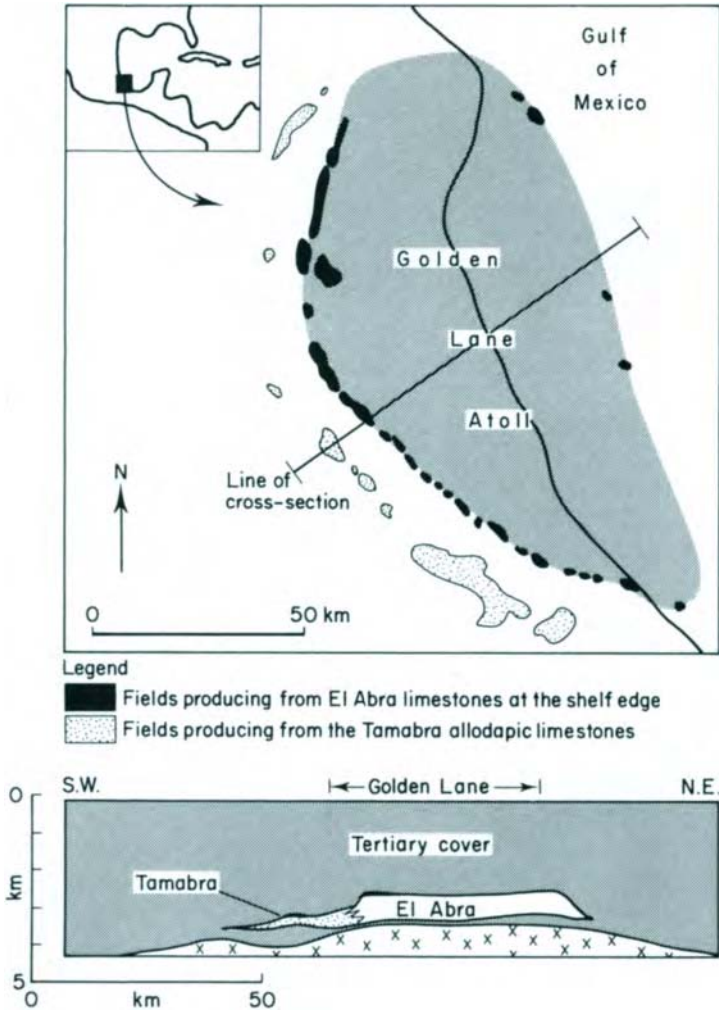 Gulf
of
Mexico
Golden
Lane
Atoll
Line of
cross-section
N
0 50 km
Legend
Fields producing from El Abra limestones at the shelf edge
Fields producing from the Tamabra allodapic limestones
S.W. Golden Lane N.E.
0
Tertiary cover
Tamabra
El Abra
km
5
0 km 50